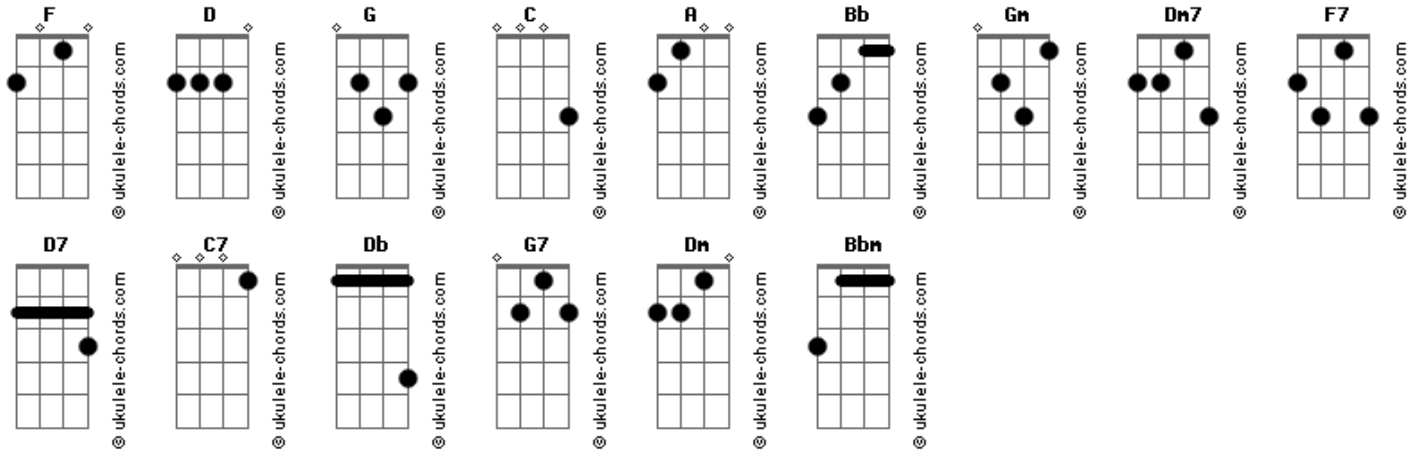 F D G C A Bb Gm Dm7 F7
© ukulele-chords.com © ukulele-chords.com © ukulele-chords.com © ukulele-chords.com © ukulele-chords.com © ukulele-chords.com © ukulele-chords.com © ukulele-chords.com © ukulele-chords.com
D7 C7 Db G7 Dm Bbm
© ukulele-chords.com © ukulele-chords.com © ukulele-chords.com © ukulele-chords.com © ukulele-chords.com © ukulele-chords.com